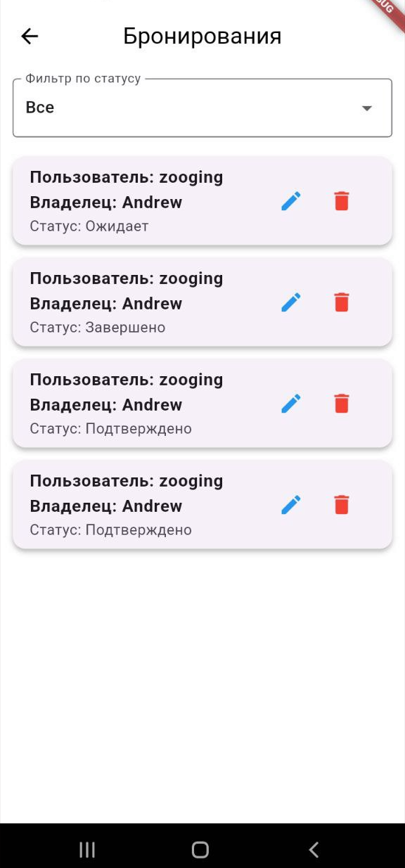 Бронирования
Фильтр по статусу
Все
Пользователь: zooging
Владелец: Andrew
Статус: Ожидает
Пользователь: zooging
Владелец: Andrew
Статус: Завершено
Пользователь: zooging
Владелец: Andrew
Статус: Подтверждено
Пользователь: zooging
Владелец: Andrew
Статус: Подтверждено